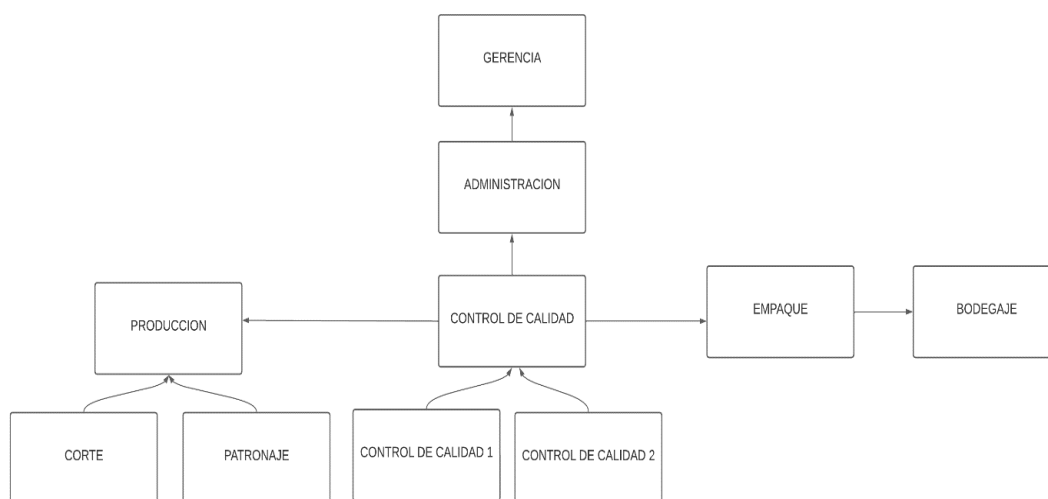 GERENCIA
ADMINISTRACION
PRODUCCION
CONTROL DE CALIDAD
EMPAQUE
BODEGAJE
CORTE
PATRONAJE
CONTROL DE CALIDAD 1
CONTROL DE CALIDAD 2